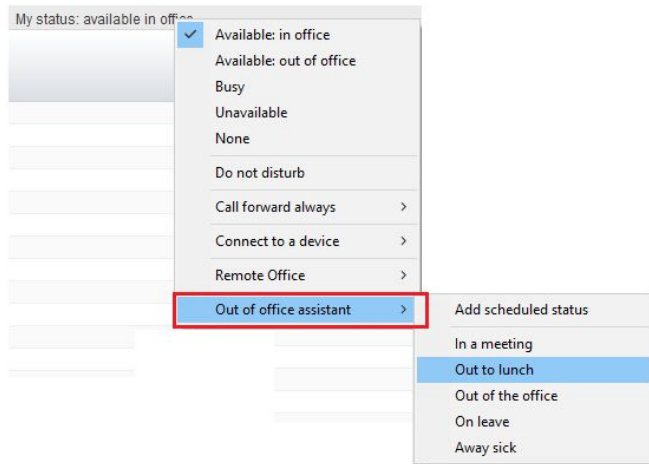 My status: available in office
Available: in office
Available: out of office
Busy
Unavailable
None
Do not disturb
Call forward always
Connect to a device
Remote Office
Out of office assistant
Add scheduled status
In a meeting
Out to lunch
Out of the office
On leave
Away sick